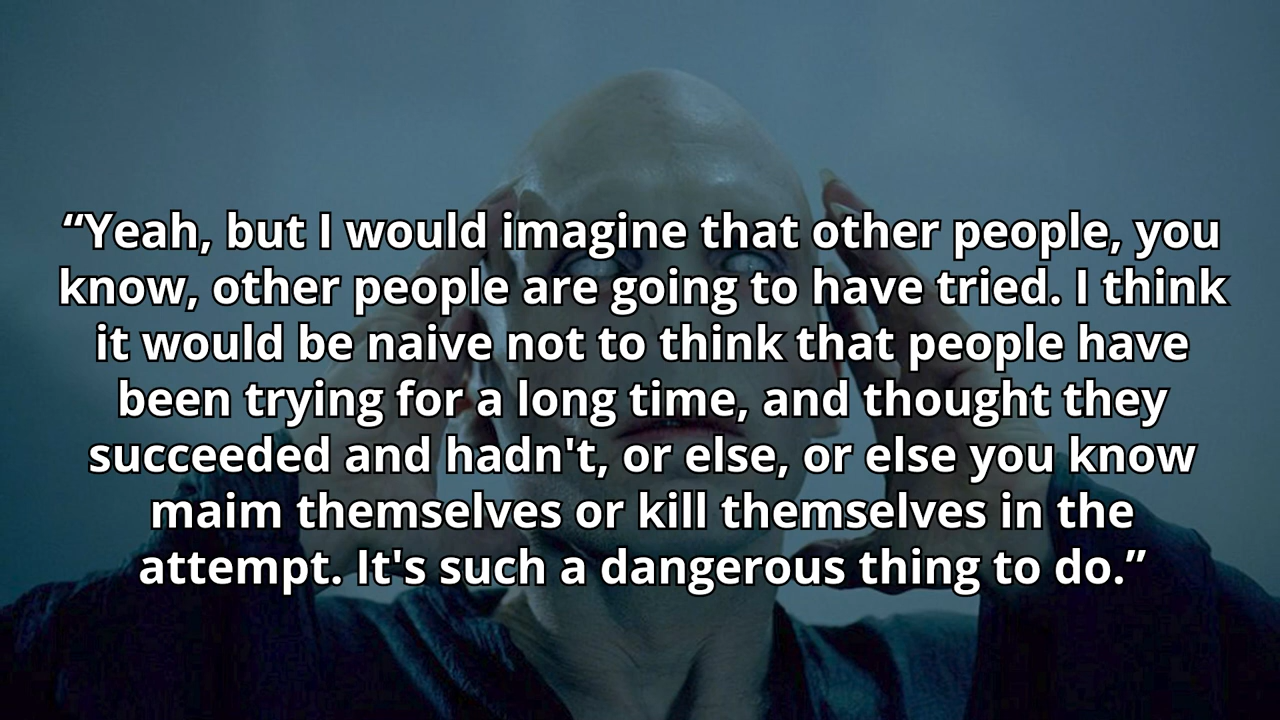 “Yeah, but I would imagine that other people, you
know, other people are going to have tried. I think
it would be naive not to think that people have
been trying for a long time, and thought they
succeeded and hadn't, or else, or else you know
maim themselves or kill themselves in the
attempt. It's such a dangerous thing to do.”